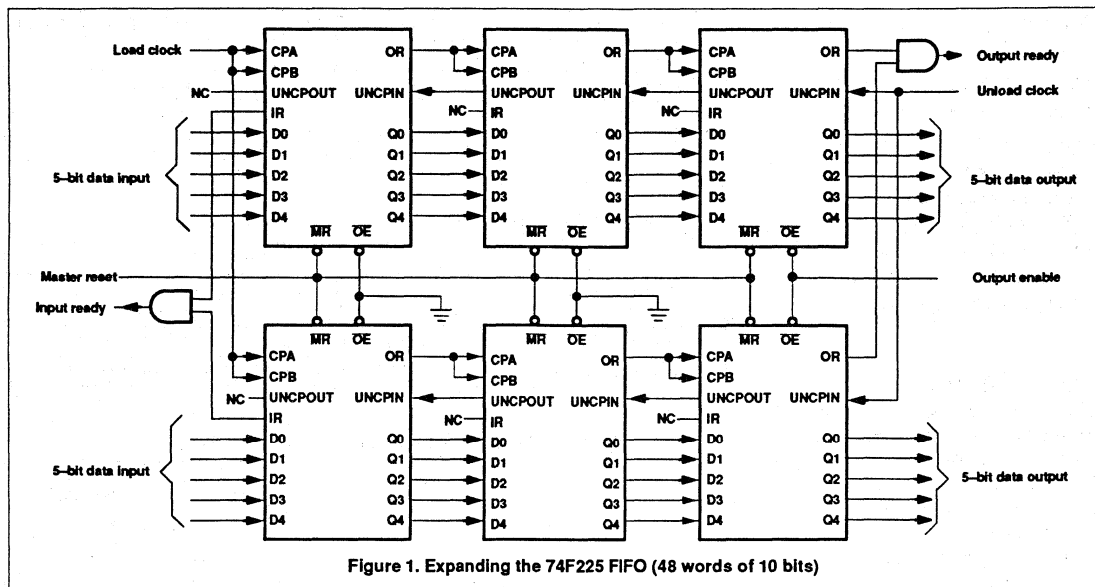 Load clock
CPA OR CPA OR CPA OR Output ready
CPB CPB CPB
NC UNCPOUT UNCPIN UNCPOUT UNCPIN UNCPOUT UNCPIN Unload clock
IR NC IR NC IR
D0 Q0 D0 Q0 D0 Q0
D1 Q1 D1 Q1 D1 Q1
5–bit data input D2 Q2 D2 Q2 D2 Q2 5–bit data output
D3 Q3 D3 Q3 D3 Q3
D4 Q4 D4 Q4 D4 Q4
MR OE MR OE MR OE
Master reset Output enable
Input ready
MR OE MR OE MR OE
CPA OR CPA OR CPA OR
CPB CPB CPB
NC UNCPOUT UNCPIN UNCPOUT UNCPIN UNCPOUT UNCPIN
IR NC IR NC IR
D0 Q0 D0 Q0 D0 Q0
D1 Q1 D1 Q1 D1 Q1
5–bit data input D2 Q2 D2 Q2 D2 Q2 5–bit data output
D3 Q3 D3 Q3 D3 Q3
D4 Q4 D4 Q4 D4 Q4
Figure 1. Expanding the 74F225 FIFO (48 words of 10 bits)